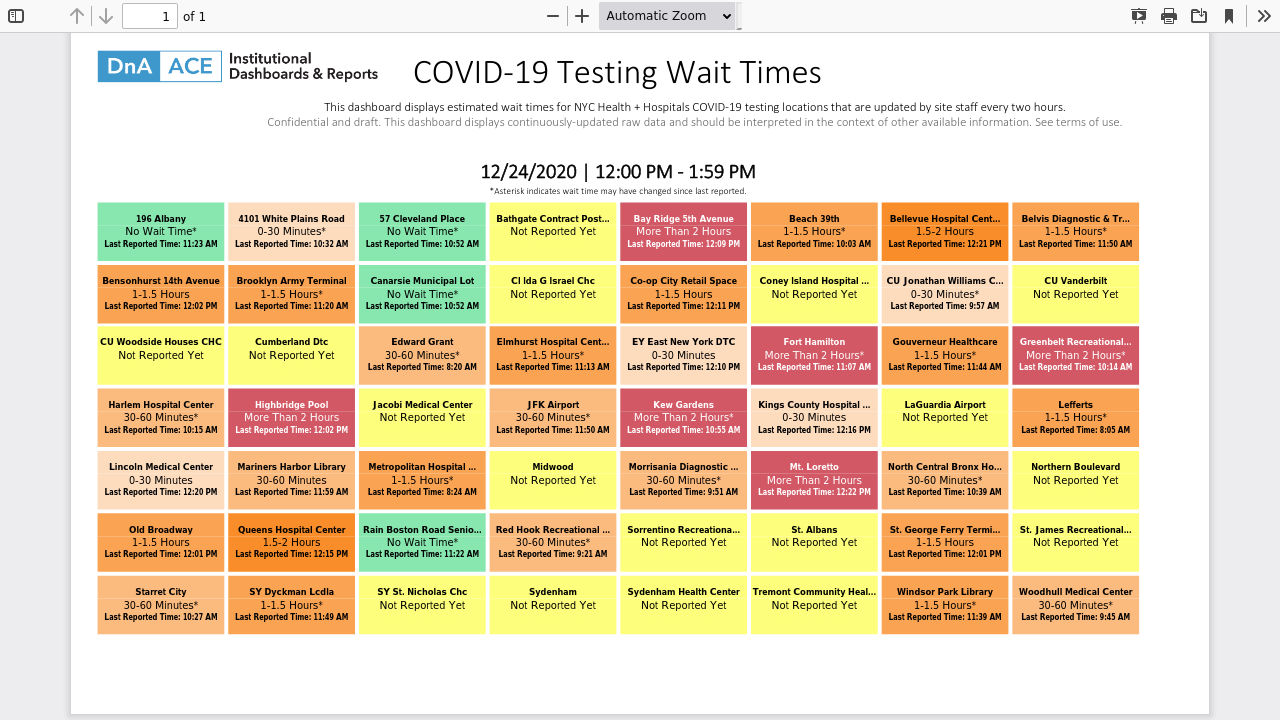 1 of 1 Automatic Zoom
DnA ACE Institutional
Dashboards & Reports
COVID-19 Testing Wait Times
This dashboard displays estimated wait times for NYC Health + Hospitals COVID-19 testing locations that are updated by site staff every two hours.
Confidential and draft. This dashboard displays continuously-updated raw data and should be interpreted in the context of other available information. See terms of use.
12/24/2020 | 12:00 PM - 1:59 PM
*Asterisk indicates wait time may have changed since last reported.
196 Albany
No Wait Time*
Last Reported Time: 11:23 AM
4101 White Plains Road
0-30 Minutes*
Last Reported Time: 10:32 AM
57 Cleveland Place
No Wait Time*
Last Reported Time: 10:52 AM
Bathgate Contract Post...
Not Reported Yet
Bay Ridge 5th Avenue
More Than 2 Hours
Last Reported Time: 12:09 PM
Beach 39th
1-1.5 Hours*
Last Reported Time: 10:03 AM
Bellevue Hospital Cent...
1.5-2 Hours
Last Reported Time: 12:21 PM
Belvis Diagnostic & Tr...
1-1.5 Hours*
Last Reported Time: 11:50 AM
Bensonhurst 14th Avenue
1-1.5 Hours
Last Reported Time: 12:02 PM
Brooklyn Army Terminal
1-1.5 Hours*
Last Reported Time: 11:20 AM
Canarsie Municipal Lot
No Wait Time*
Last Reported Time: 10:52 AM
Cl Ida G Israel Chc
Not Reported Yet
Co-op City Retail Space
1-1.5 Hours
Last Reported Time: 12:11 PM
Coney Island Hospital ...
Not Reported Yet
CU Jonathan Williams C...
0-30 Minutes*
Last Reported Time: 9:57 AM
CU Vanderbilt
Not Reported Yet
CU Woodside Houses CHC
Not Reported Yet
Cumberland Dtc
Not Reported Yet
Edward Grant
30-60 Minutes*
Last Reported Time: 8:20 AM
Elmhurst Hospital Cent...
1-1.5 Hours*
Last Reported Time: 11:13 AM
EY East New York DTC
0-30 Minutes
Last Reported Time: 12:10 PM
Fort Hamilton
More Than 2 Hours*
Last Reported Time: 11:07 AM
Gouverneur Healthcare
1-1.5 Hours*
Last Reported Time: 11:44 AM
Greenbelt Recreational...
More Than 2 Hours*
Last Reported Time: 10:14 AM
Harlem Hospital Center
30-60 Minutes*
Last Reported Time: 10:15 AM
Highbridge Pool
More Than 2 Hours
Last Reported Time: 12:02 PM
Jacobi Medical Center
Not Reported Yet
JFK Airport
30-60 Minutes*
Last Reported Time: 11:50 AM
Kew Gardens
More Than 2 Hours*
Last Reported Time: 10:55 AM
Kings County Hospital ...
0-30 Minutes
Last Reported Time: 12:16 PM
LaGuardia Airport
Not Reported Yet
Lefferts
1-1.5 Hours*
Last Reported Time: 8:05 AM
Lincoln Medical Center
0-30 Minutes
Last Reported Time: 12:20 PM
Mariners Harbor Library
30-60 Minutes
Last Reported Time: 11:59 AM
Metropolitan Hospital ...
1-1.5 Hours*
Last Reported Time: 8:24 AM
Midwood
Not Reported Yet
Morrisania Diagnostic ...
30-60 Minutes*
Last Reported Time: 9:51 AM
Mt. Loretto
More Than 2 Hours
Last Reported Time: 12:22 PM
North Central Bronx Ho...
30-60 Minutes*
Last Reported Time: 10:39 AM
Northern Boulevard
Not Reported Yet
Old Broadway
1-1.5 Hours
Last Reported Time: 12:01 PM
Queens Hospital Center
1.5-2 Hours
Last Reported Time: 12:15 PM
Rain Boston Road Senio...
No Wait Time*
Last Reported Time: 11:22 AM
Red Hook Recreational ...
30-60 Minutes*
Last Reported Time: 9:21 AM
Sorrentino Recreationa...
Not Reported Yet
St. Albans
Not Reported Yet
St. George Ferry Termi...
1-1.5 Hours
Last Reported Time: 12:01 PM
St. James Recreational...
Not Reported Yet
Starret City
30-60 Minutes*
Last Reported Time: 10:27 AM
SY Dyckman Lcdla
1-1.5 Hours*
Last Reported Time: 11:49 AM
SY St. Nicholas Chc
Not Reported Yet
Sydenham
Not Reported Yet
Sydenham Health Center
Not Reported Yet
Tremont Community Heal...
Not Reported Yet
Windsor Park Library
1-1.5 Hours*
Last Reported Time: 11:39 AM
Woodhull Medical Center
30-60 Minutes*
Last Reported Time: 9:45 AM